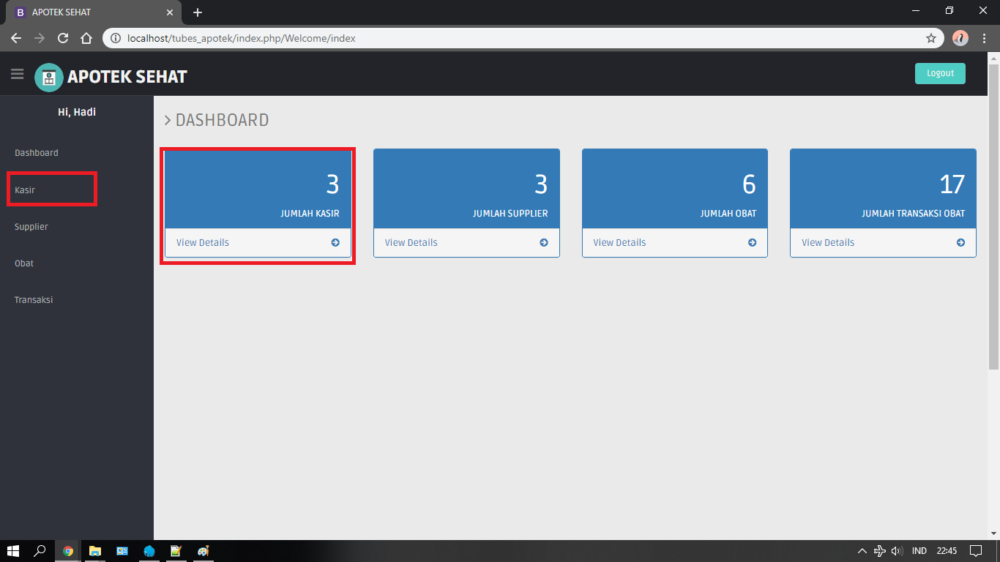 APOTEK SEHAT
localhost/tubes_apotek/index.php/Welcome/index
APOTEK SEHAT
Logout
Hi, Hadi
Dashboard
Kasir
Supplier
Obat
Transaksi
DASHBOARD
3
JUMLAH KASIR
View Details
3
JUMLAH SUPPLIER
View Details
6
JUMLAH OBAT
View Details
17
JUMLAH TRANSAKSI OBAT
View Details
IND
22:45